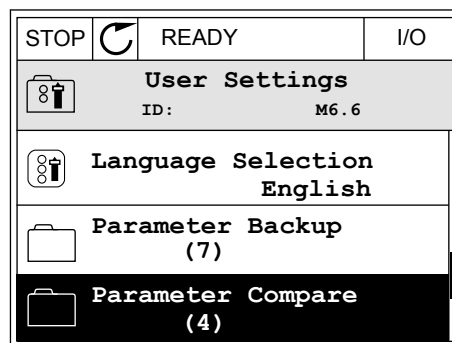 STOP READY I/O
User Settings
ID: M6.6
Language Selection
English
Parameter Backup
(7)
Parameter Compare
(4)